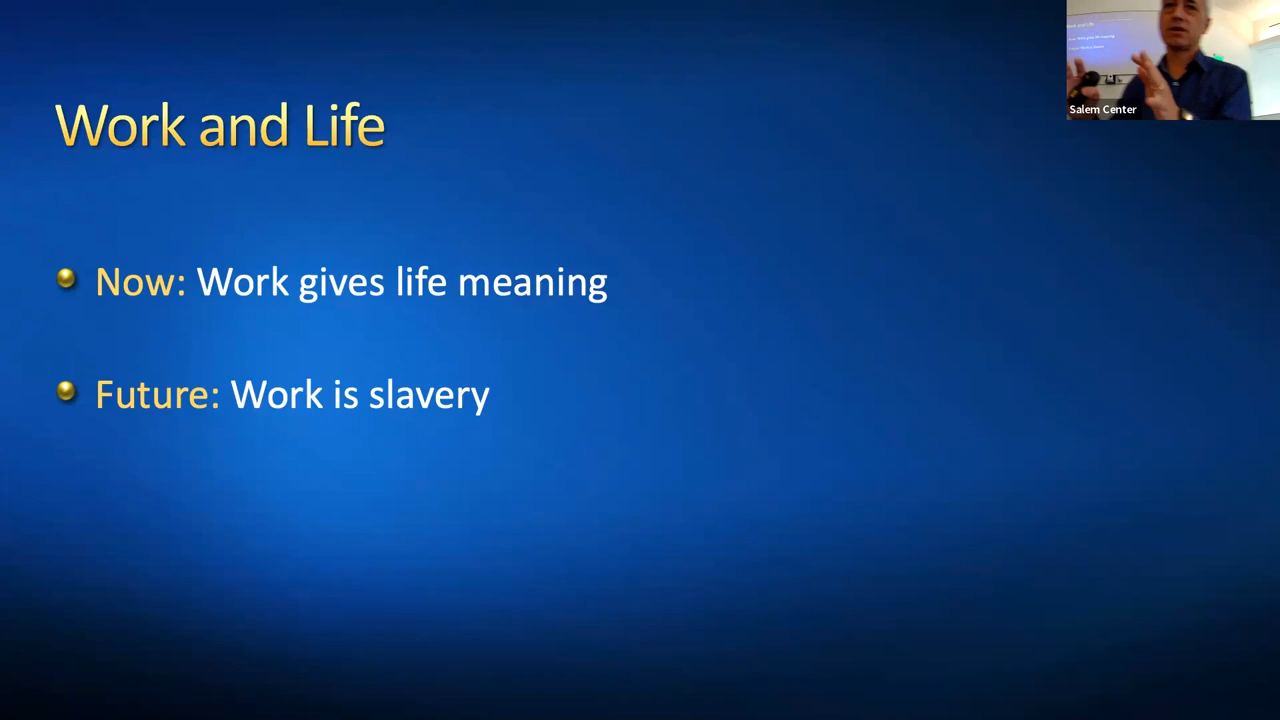 Work and Life
Salem Center
Now: Work gives life meaning
Future: Work is slavery